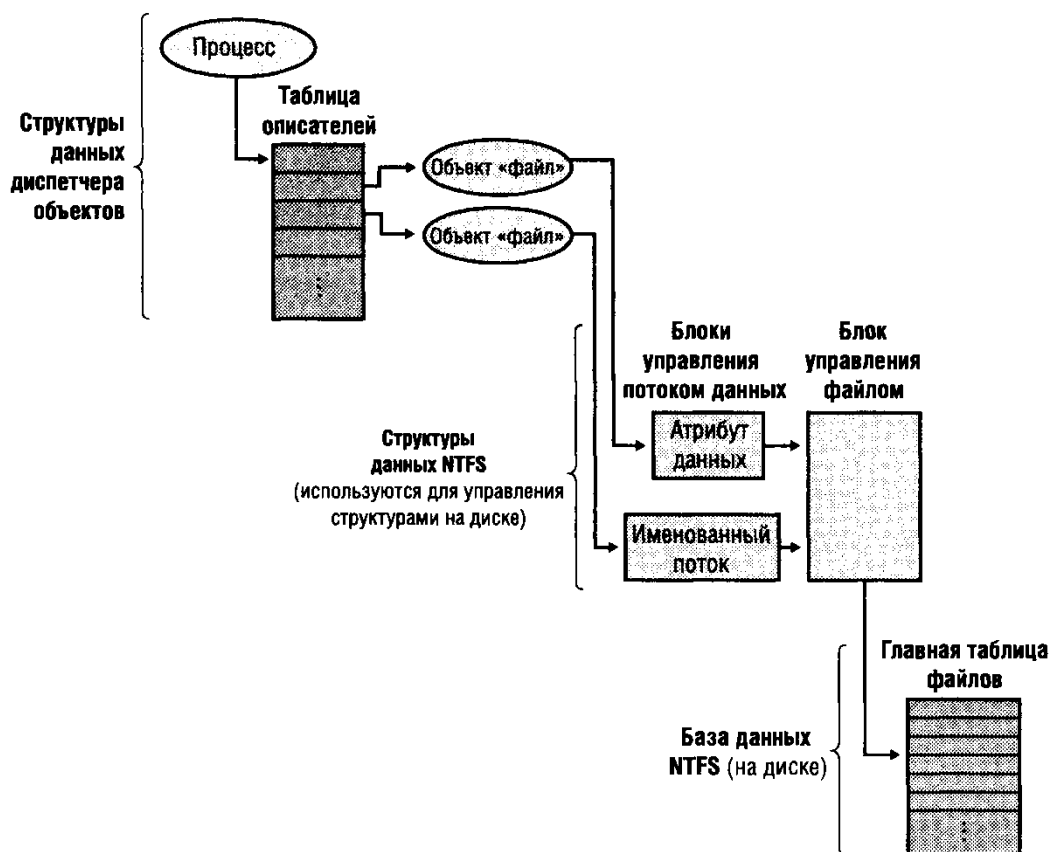 Процесс
Таблица
описателей
Структуры
данных
диспетчера
объектов
Объект «файл»
Объект «файл»
Блоки
управления
потоком данных
Блок
управления
файлом
Атрибут
данных
Структуры
данных NTFS
(используются для управления
структурами на диске)
Именованный
поток
Главная таблица
файлов
База данных
NTFS (на диске)